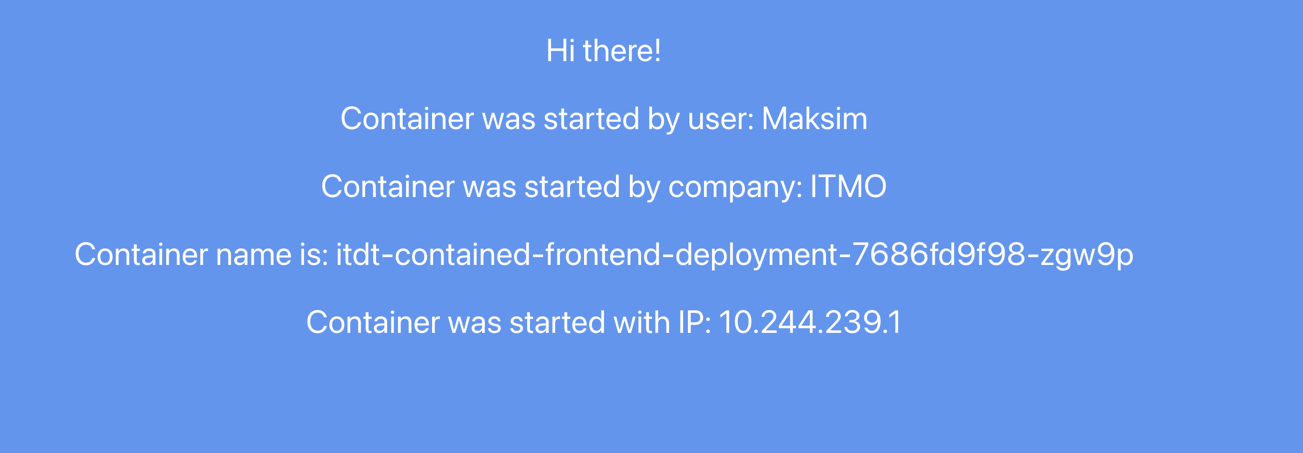 Hi there!
Container was started by user: Maksim
Container was started by company: ITMO
Container name is: itdt-contained-frontend-deployment-7686fd9f98-zgw9p
Container was started with IP: 10.244.239.1